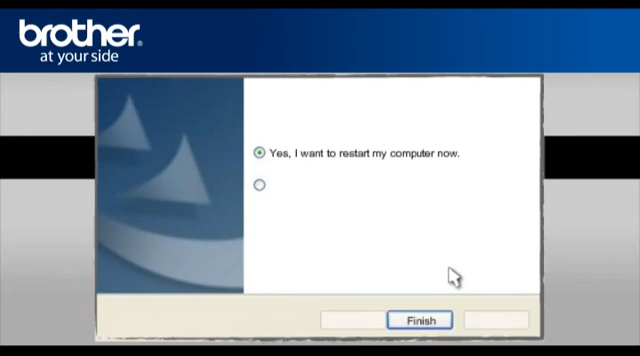 brother®
at your side
Yes, I want to restart my computer now.
Finish